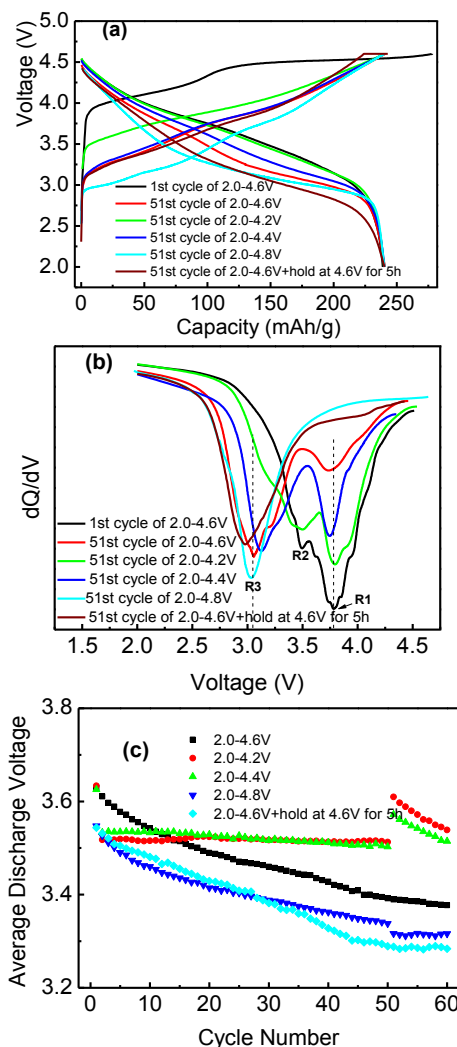 (a)
Voltage (V)
5.0
4.5
4.0
3.5
3.0
2.5
2.0
1st cycle of 2.0-4.6V
51st cycle of 2.0-4.6V
51st cycle of 2.0-4.2V
51st cycle of 2.0-4.4V
51st cycle of 2.0-4.8V
51st cycle of 2.0-4.6V+hold at 4.6V for 5h
0 50 100 150 200 250
Capacity (mAh/g)
(b)
dQ/dV
1st cycle of 2.0-4.6V
51st cycle of 2.0-4.6V
51st cycle of 2.0-4.2V
51st cycle of 2.0-4.4V
51st cycle of 2.0-4.8V
51st cycle of 2.0-4.6V+hold at 4.6V for 5h
R2
R3
R1
1.5 2.0 2.5 3.0 3.5 4.0 4.5
Voltage (V)
(c)
Average Discharge Voltage
3.8
3.6
3.4
3.2
2.0-4.6V
2.0-4.2V
2.0-4.4V
2.0-4.8V
2.0-4.6V+hold at 4.6V for 5h
0 10 20 30 40 50 60
Cycle Number